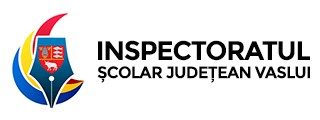 INSPECTORATUL
ȘCOLAR JUDEȚEAN VASLUI